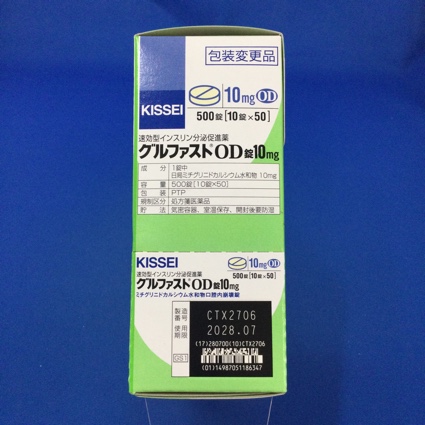 包装変更品
KISSEI
10mg OD
500錠[10錠×50]
速効型インスリン分泌促進薬
グルファスト®OD錠10mg
成分 1錠中
日局ミチグリニドカルシウム水和物 10mg
容量 500錠[10錠×50]
包装 PTP
規制区分 処方箋医薬品
貯法 気密容器、室温保存、開封後要防湿
KISSEI
10mg OD
速効型インスリン分泌促進薬
500錠[10錠×50]
グルファスト®OD錠10mg
ミチグリニドカルシウム水和物口腔内崩壊錠
製造番号 CTX2706
使用期限 2028.07
(17)280700(10)CTX2706
(01)14987051186347